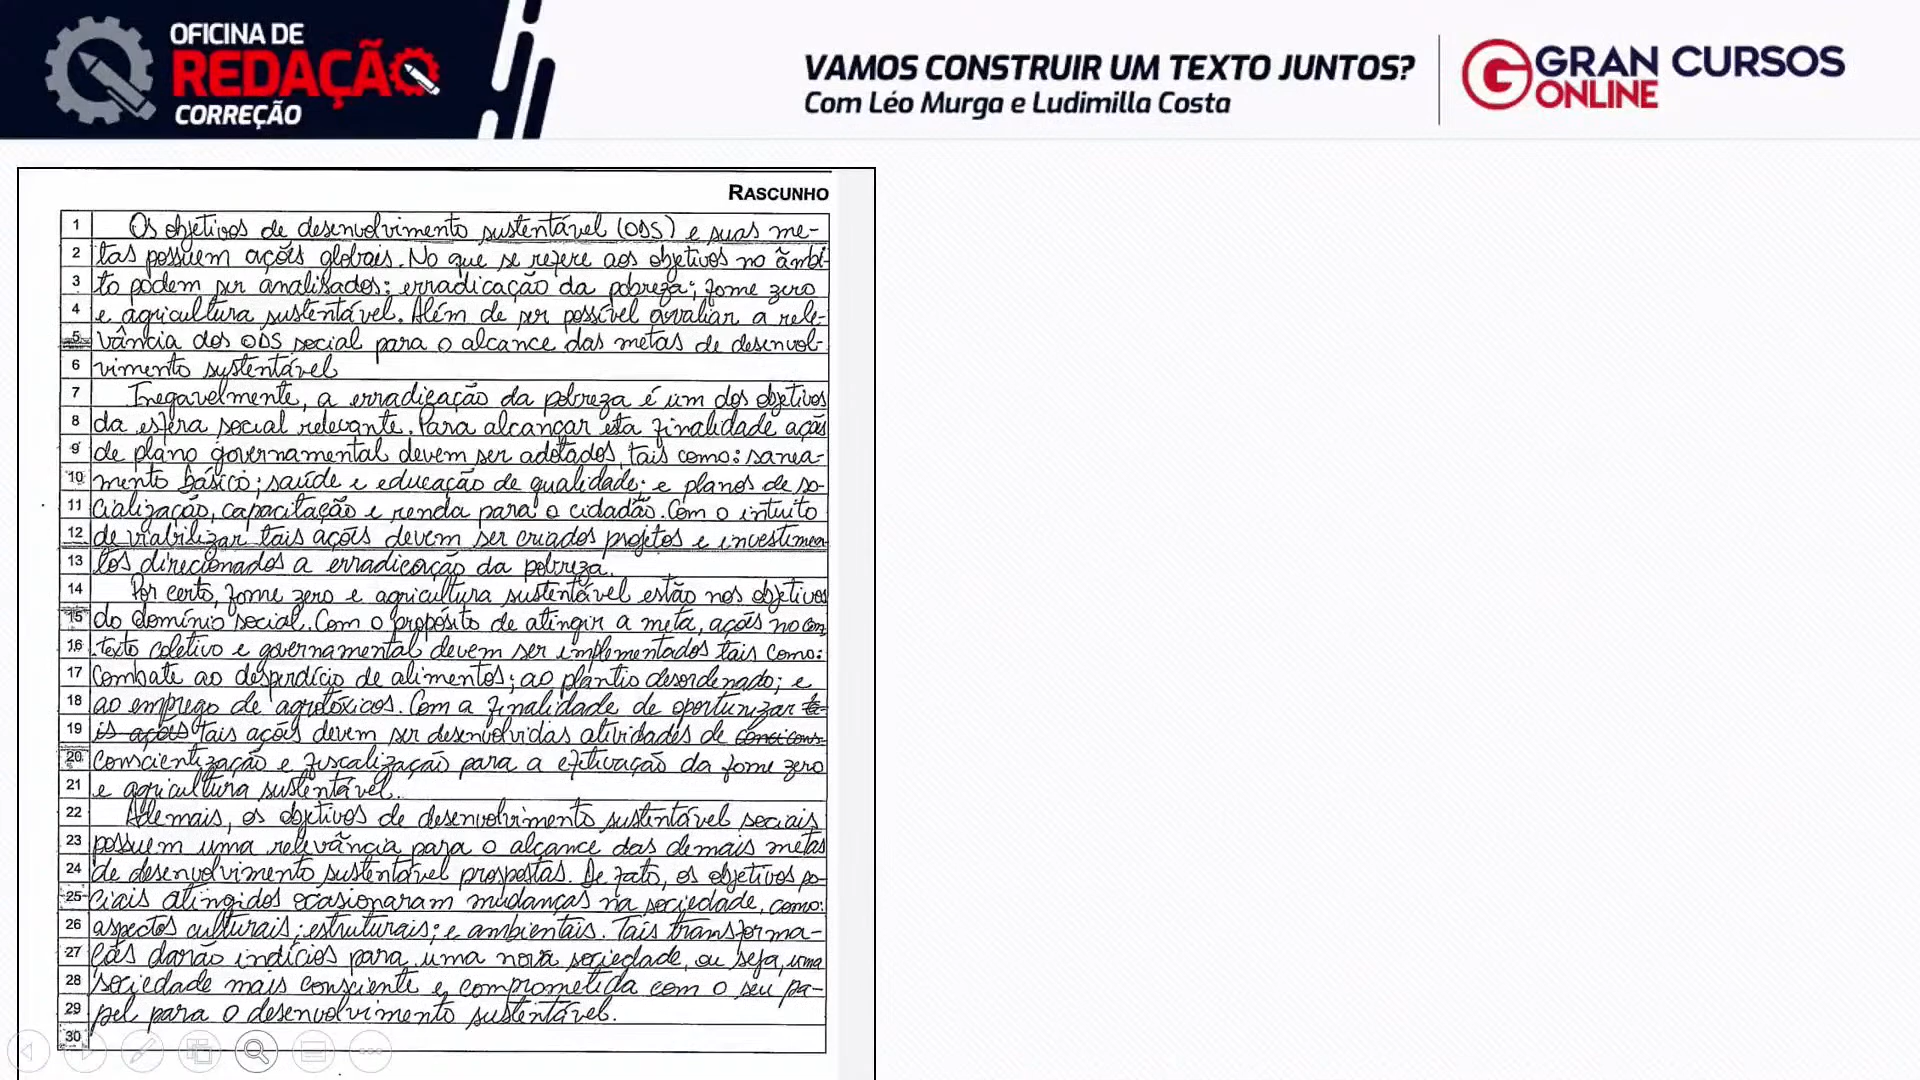 OFICINA DE
REDAÇÃO
CORREÇÃO
VAMOS CONSTRUIR UM TEXTO JUNTOS?
Com Léo Murga e Ludimilla Costa
GRAN CURSOS
ONLINE
RASCUNHO
1 Os objetivos de desenvolvimento sustentável (ODS) e suas me-
2 tas possuem ações globais. No que se refere aos objetivos no âmbi-
3 to podem ser analisados: erradicação da pobreza; fome zero
4 e agricultura sustentável. Além de ser possível avaliar a rele-
5 vância dos ODS social para o alcance das metas de desenvol-
6 vimento sustentável
7 Inegavelmente, a erradicação da pobreza é um dos objetivos
8 da esfera social relevante. Para alcançar esta finalidade ações
9 de plano governamental devem ser adotados, tais como: sanea-
10 mento básico; saúde e educação de qualidade; e planos de so-
11 cialização, capacitação e renda para o cidadão. Com o intuito
12 de viabilizar tais ações devem ser criados projetos e investimen
13 tos direcionados a erradicação da pobreza.
14 Por certo, fome zero e agricultura sustentável estão nos objetivos
15 do domínio social. Com o propósito de atingir a meta, ações no con
16 texto coletivo e governamental devem ser implementados tais como:
17 Combate ao desperdício de alimentos; ao plantio desordenado; e
18 ao emprego de agrotóxicos. Com a finalidade de oportunizar ta-
19 is ações tais ações devem ser desenvolvidas atividades de
20 Conscientização e fiscalização para a efetivação da fome zero
21 e agricultura sustentável.
22 Ademais, os objetivos de desenvolvimento sustentável sociais
23 possuem uma relevância para o alcance das demais metas
24 de desenvolvimento sustentável prospostas. De fato, os objetivos so-
25 ciais atingidos ocasionaram mudanças na sociedade, como:
26 aspectos culturais; estruturais; e ambientais. Tais transforma-
27 ções darão indícios para uma nova sociedade, ou seja, uma
28 sociedade mais consciente e comprometida com o seu pa-
29 pel para o desenvolvimento sustentável.
30